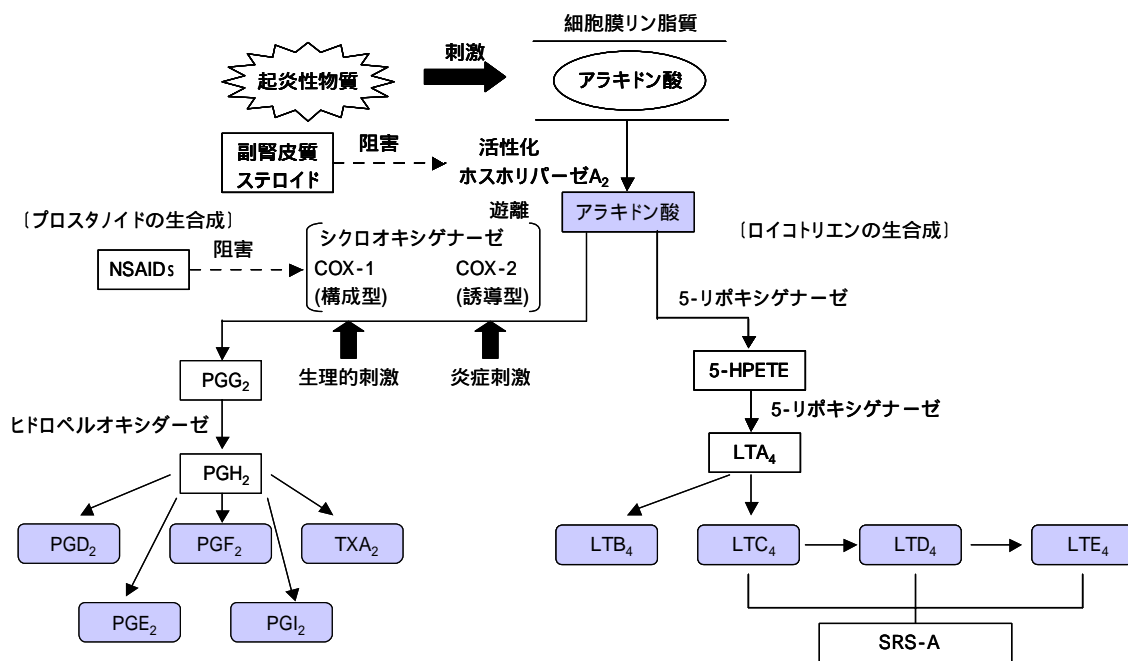 細胞膜リン脂質
刺激
起炎性物質
アラキドン酸
副腎皮質
ステロイド
阻害
活性化
ホスホリパーゼA₂
遊離
アラキドン酸
〔プロスタノイドの生合成〕
〔ロイコトリエンの生合成〕
シクロオキシゲナーゼ
阻害
NSAIDs
COX-1
(構成型)
COX-2
(誘導型)
5-リポキシゲナーゼ
生理的刺激
炎症刺激
PGG₂
5-HPETE
ヒドロペルオキシダーゼ
5-リポキシゲナーゼ
PGH₂
LTA₄
PGD₂
PGF₂
TXA₂
LTB₄
LTC₄
LTD₄
LTE₄
PGE₂
PGI₂
SRS-A